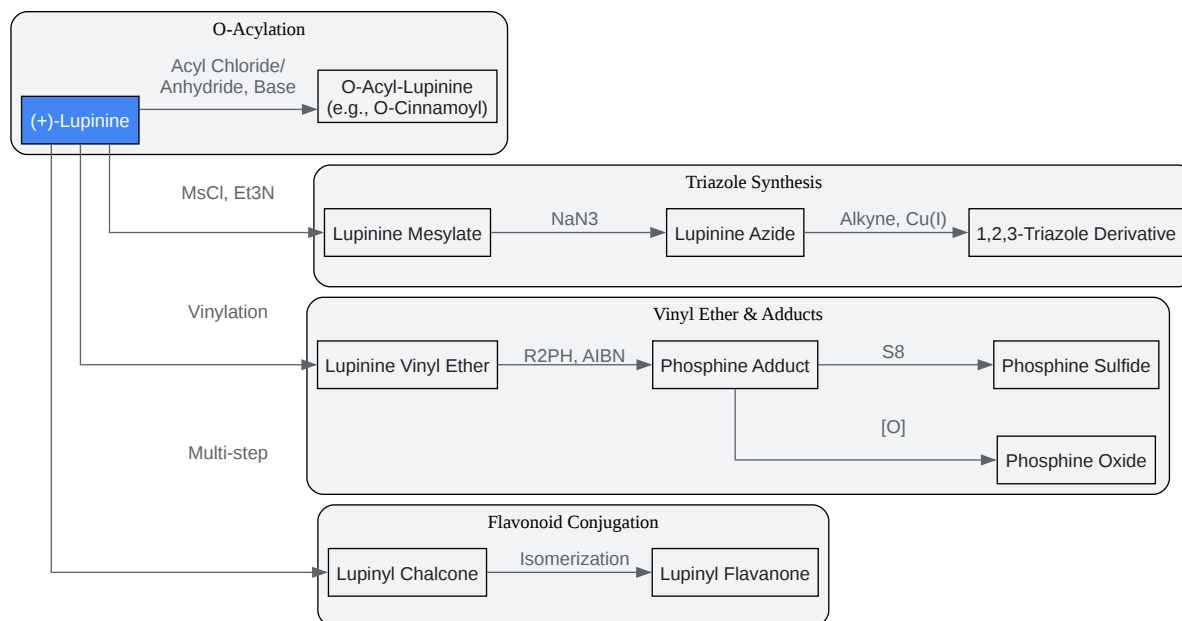 O-Acylation
Acyl Chloride/
Anhydride, Base
(+)-Lupinine
O-Acyl-Lupinine
(e.g., O-Cinnamoyl)
MsCl, Et3N
Triazole Synthesis
Lupinine Mesylate
NaN3
Lupinine Azide
Alkyne, Cu(I)
1,2,3-Triazole Derivative
Vinylation
Vinyl Ether & Adducts
Lupinine Vinyl Ether
R2PH, AIBN
Phosphine Adduct
S8
Phosphine Sulfide
[O]
Phosphine Oxide
Multi-step
Flavonoid Conjugation
Lupinyl Chalcone
Isomerization
Lupinyl Flavanone